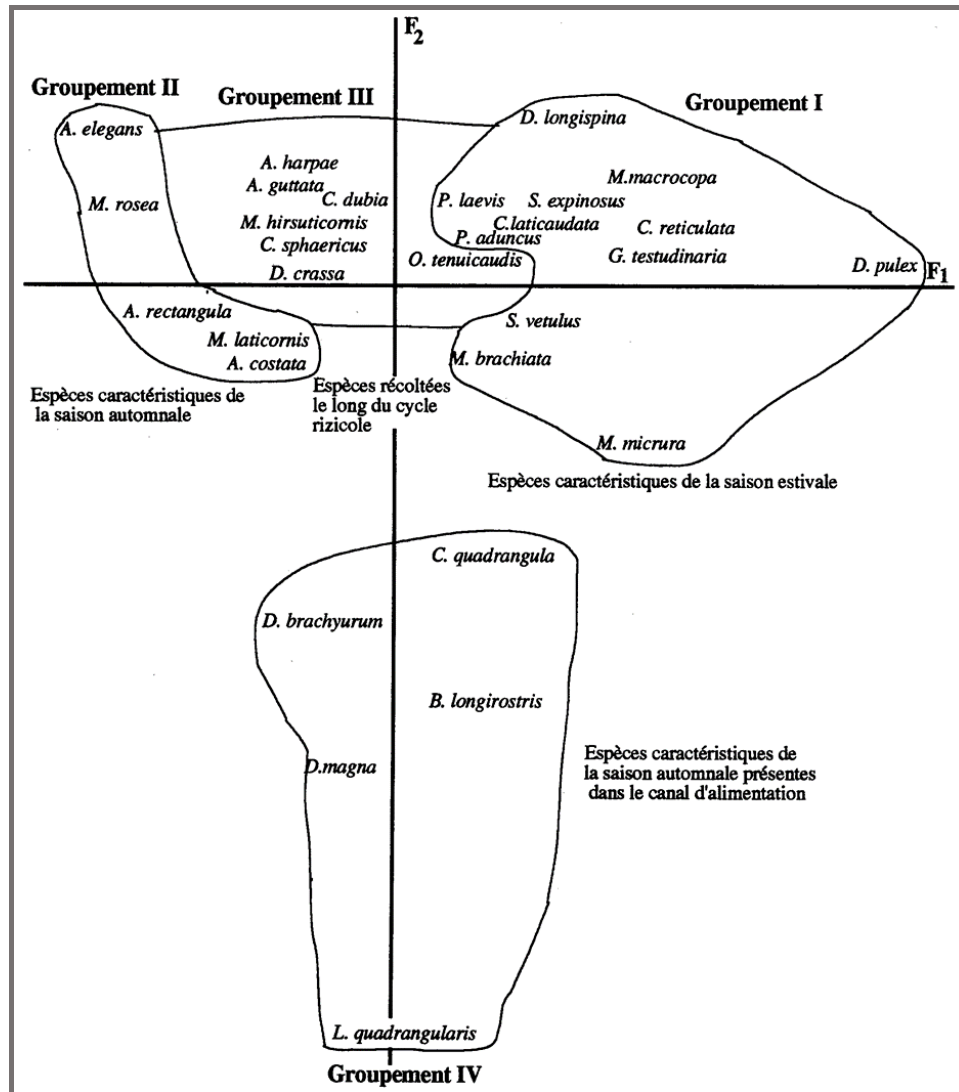 F2
Groupement II
Groupement III
Groupement I
A. elegans
D. longispina
A. harpae
M.macrocopa
A. guttata
C. dubia
P. laevis
S. expinosus
M. rosea
M. hirsuticornis
C.laticaudata
C. reticulata
P. aduncus
C. sphaericus
O. tenuicaudis
G. testudinaria
D. crassa
D. pulex
F1
A. rectangula
S. vetulus
M. laticornis
A. costata
M. brachiata
Espèces caractéristiques de
la saison automnale
Espèces récoltées
le long du cycle
rizicole
M. micrura
Espèces caractéristiques de la saison estivale
C. quadrangula
D. brachyurum
B. longirostris
D.magna
Espèces caractéristiques de
la saison automnale présentes
dans le canal d'alimentation
L. quadrangularis
Groupement IV